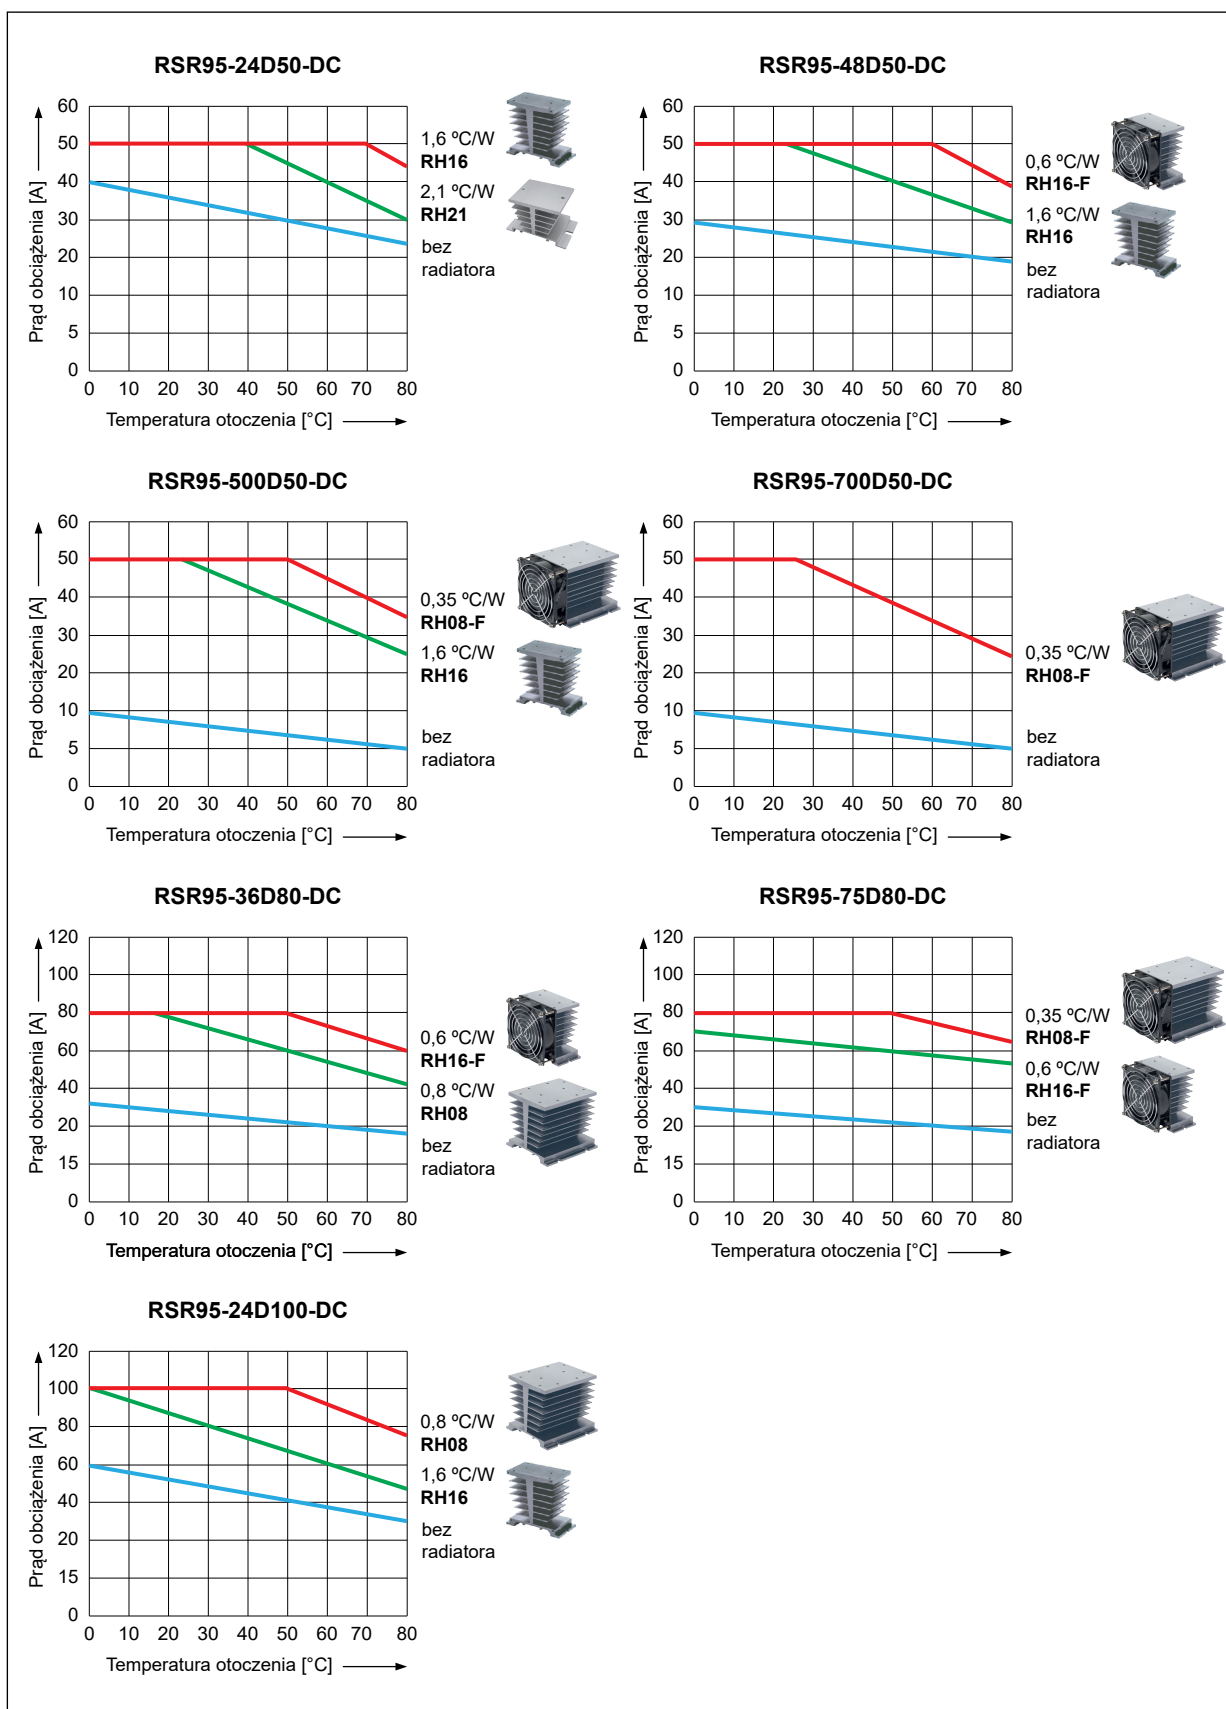 RSR95-24D50-DC
Prąd obciążenia [A]
60
50
40
30
20
10
5
0
0 10 20 30 40 50 60 70 80
Temperatura otoczenia [°C]
1,6 ºC/W
RH16
2,1 ºC/W
RH21
bez
radiatora
RSR95-48D50-DC
Prąd obciążenia [A]
60
50
40
30
20
10
5
0
0 10 20 30 40 50 60 70 80
Temperatura otoczenia [°C]
0,6 ºC/W
RH16-F
1,6 ºC/W
RH16
bez
radiatora
RSR95-500D50-DC
Prąd obciążenia [A]
60
50
40
30
20
10
5
0
0 10 20 30 40 50 60 70 80
Temperatura otoczenia [°C]
0,35 ºC/W
RH08-F
1,6 ºC/W
RH16
bez
radiatora
RSR95-700D50-DC
Prąd obciążenia [A]
60
50
40
30
20
10
5
0
0 10 20 30 40 50 60 70 80
Temperatura otoczenia [°C]
0,35 ºC/W
RH08-F
bez
radiatora
RSR95-36D80-DC
Prąd obciążenia [A]
120
100
80
60
40
20
15
0
0 10 20 30 40 50 60 70 80
Temperatura otoczenia [°C]
0,6 ºC/W
RH16-F
0,8 ºC/W
RH08
bez
radiatora
RSR95-75D80-DC
Prąd obciążenia [A]
120
100
80
60
40
20
15
0
0 10 20 30 40 50 60 70 80
Temperatura otoczenia [°C]
0,35 ºC/W
RH08-F
0,6 ºC/W
RH16-F
bez
radiatora
RSR95-24D100-DC
Prąd obciążenia [A]
120
100
80
60
40
20
15
0
0 10 20 30 40 50 60 70 80
Temperatura otoczenia [°C]
0,8 ºC/W
RH08
1,6 ºC/W
RH16
bez
radiatora